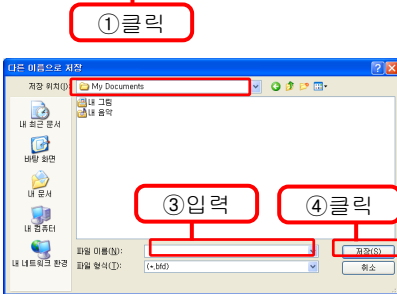 ①클릭
다른 이름으로 저장
저장 위치(I):
My Documents
내 그림
내 음악
내 최근 문서
바탕 화면
내 문서
내 컴퓨터
내 네트워크 환경
③입력
④클릭
파일 이름(N):
저장(S)
파일 형식(T):
(*.bfd)
취소